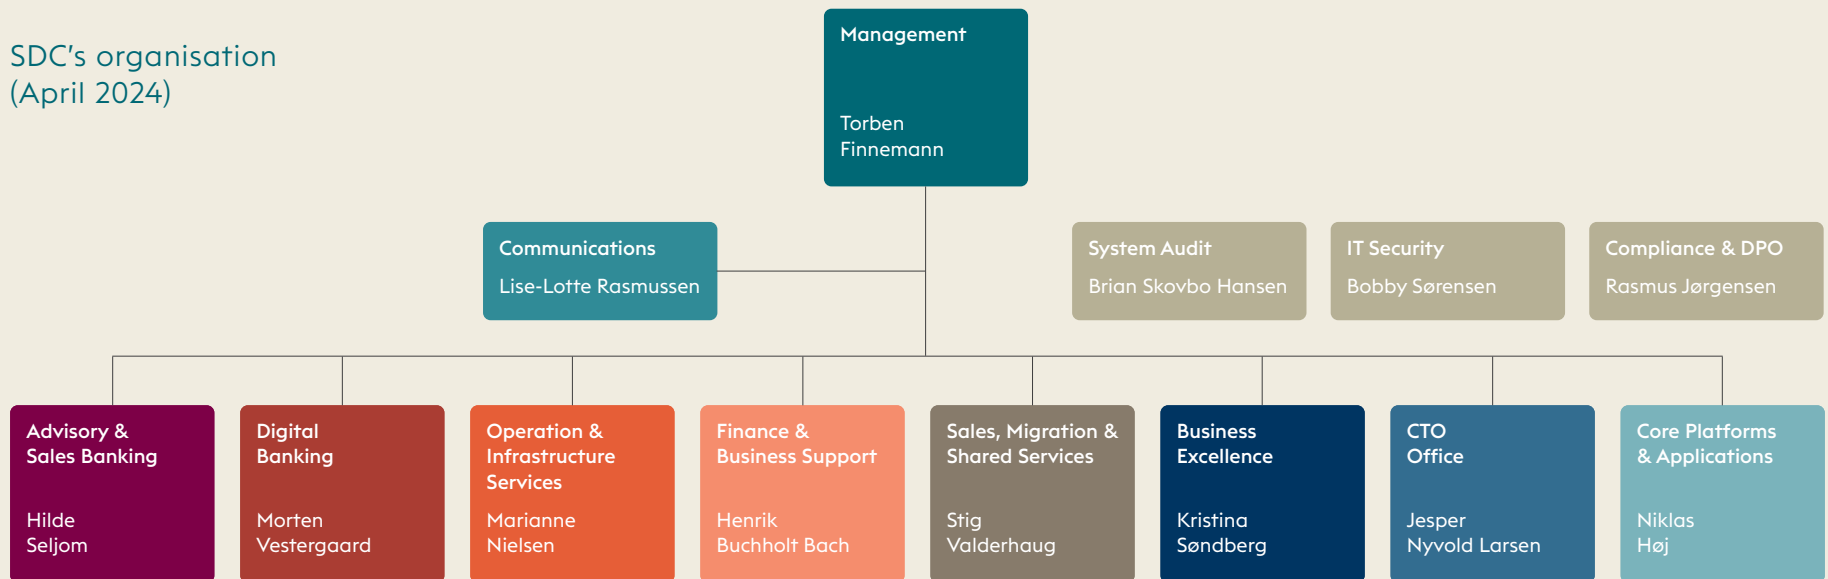 SDC's organisation
(April 2024)
Management
Torben
Finnemann
Communications
Lise-Lotte Rasmussen
System Audit
Brian Skovbo Hansen
IT Security
Bobby Sørensen
Compliance & DPO
Rasmus Jørgensen
Advisory &
Sales Banking
Hilde
Seljom
Digital
Banking
Morten
Vestergaard
Operation &
Infrastructure
Services
Marianne
Nielsen
Finance &
Business Support
Henrik
Buchholt Bach
Sales, Migration &
Shared Services
Stig
Valderhaug
Business
Excellence
Kristina
Søndberg
CTO
Office
Jesper
Nyvold Larsen
Core Platforms
& Applications
Niklas
Høj